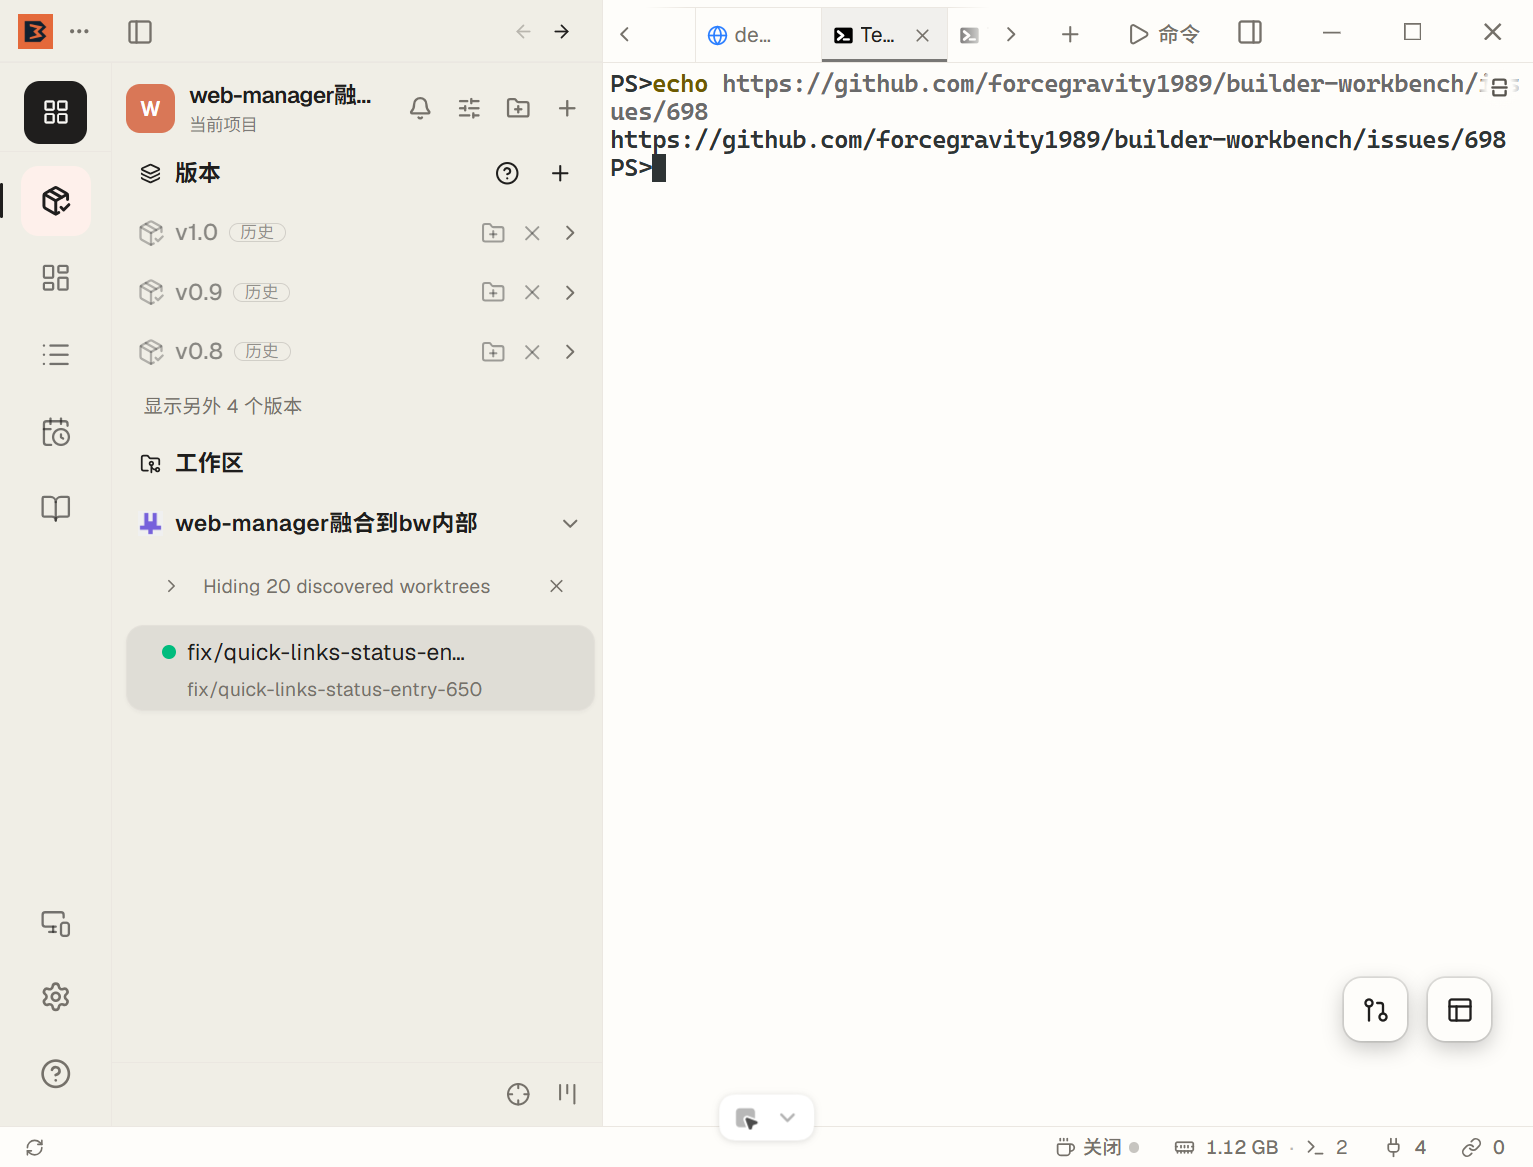 de...
Te...
命令
PS>echo https://github.com/forcegravity1989/builder-workbench/iss
ues/698
https://github.com/forcegravity1989/builder-workbench/issues/698
PS>
W
web-manager融...
当前项目
版本
v1.0 历史
v0.9 历史
v0.8 历史
显示另外 4 个版本
工作区
web-manager融合到bw内部
Hiding 20 discovered worktrees
fix/quick-links-status-en...
fix/quick-links-status-entry-650
关闭
1.12 GB · 2
4
0